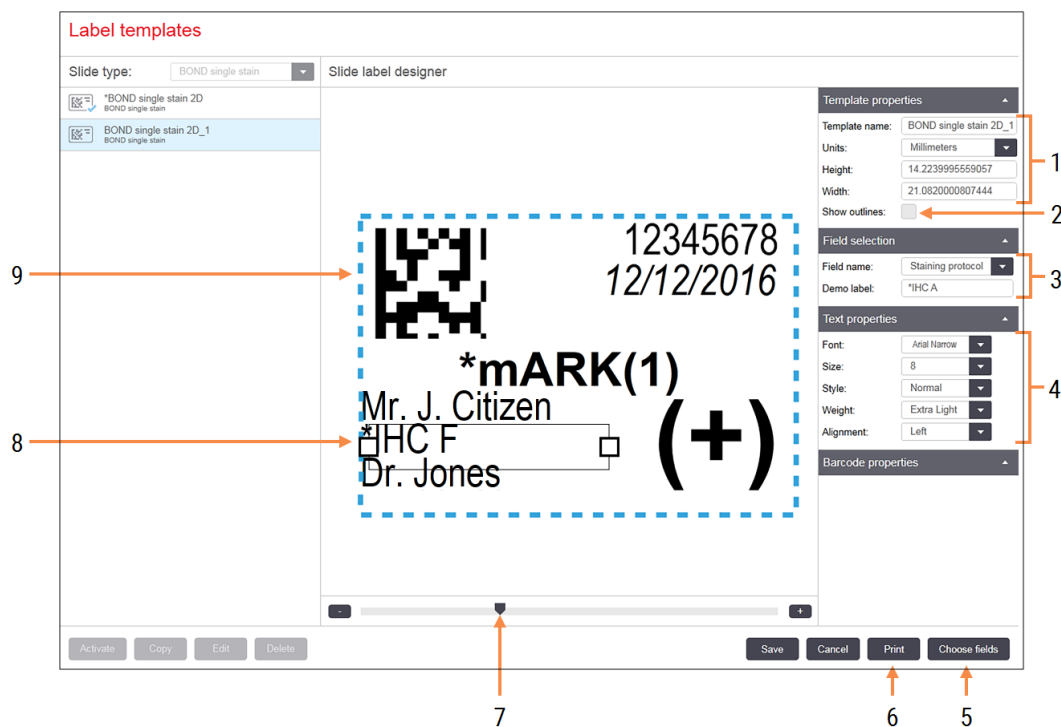 Label templates
Slide type: BOND single stain
Slide label designer
*BOND single stain 2D
BOND single stain
BOND single stain 2D_1
BOND single stain
Template properties
Template name: BOND single stain 2D_1
Units: Millimeters
Height: 14.2239995559057
Width: 21.0820000807444
Show outlines:
Field selection
Field name: Staining protocol
Demo label: *IHC A
Text properties
Font: Arial Narrow
Size: 8
Style: Normal
Weight: Extra Light
Alignment: Left
Barcode properties
12345678
12/12/2016
*mARK(1)
Mr. J. Citizen
*IHC F
(+)
Dr. Jones
- +
Activate Copy Edit Delete
Save Cancel Print Choose fields
1
2
3
4
5
6
7
8
9